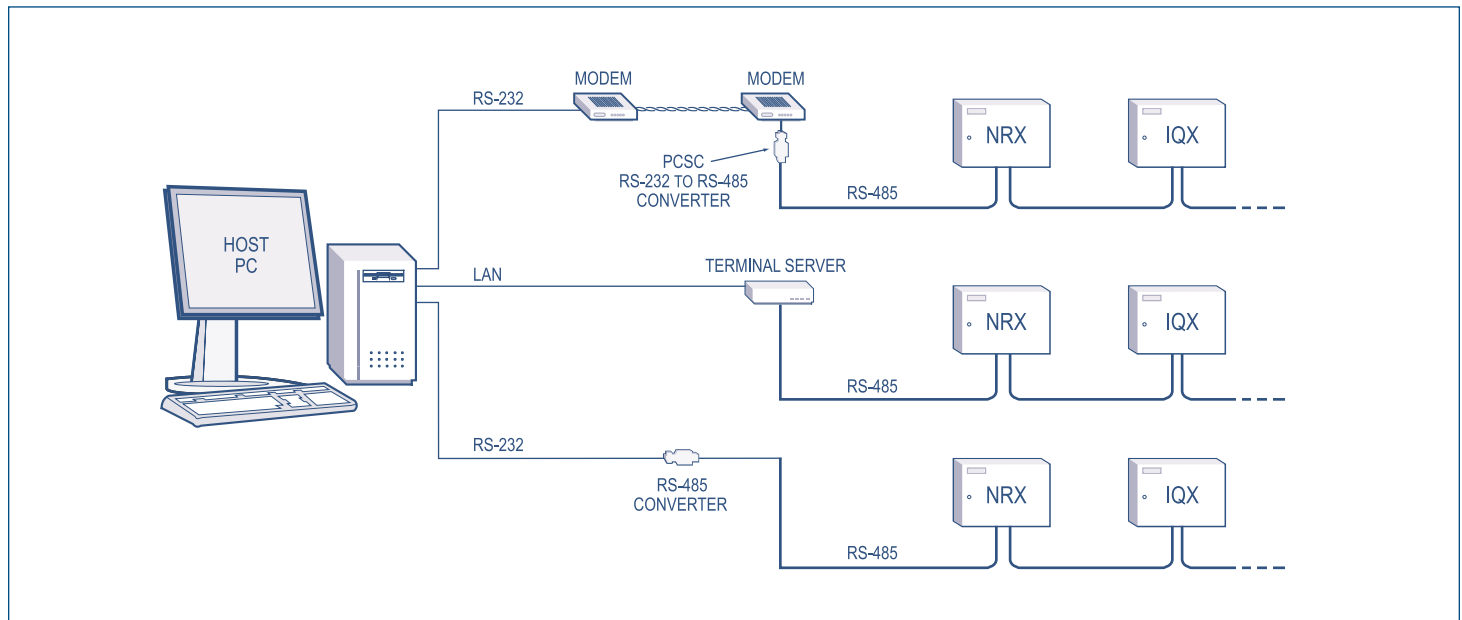 MODEM
MODEM
RS-232
PCSC
RS-232 TO RS-485
CONVERTER
RS-485
NRX
IQX
HOST
PC
LAN
TERMINAL SERVER
RS-485
NRX
IQX
RS-232
RS-485
CONVERTER
RS-485
NRX
IQX